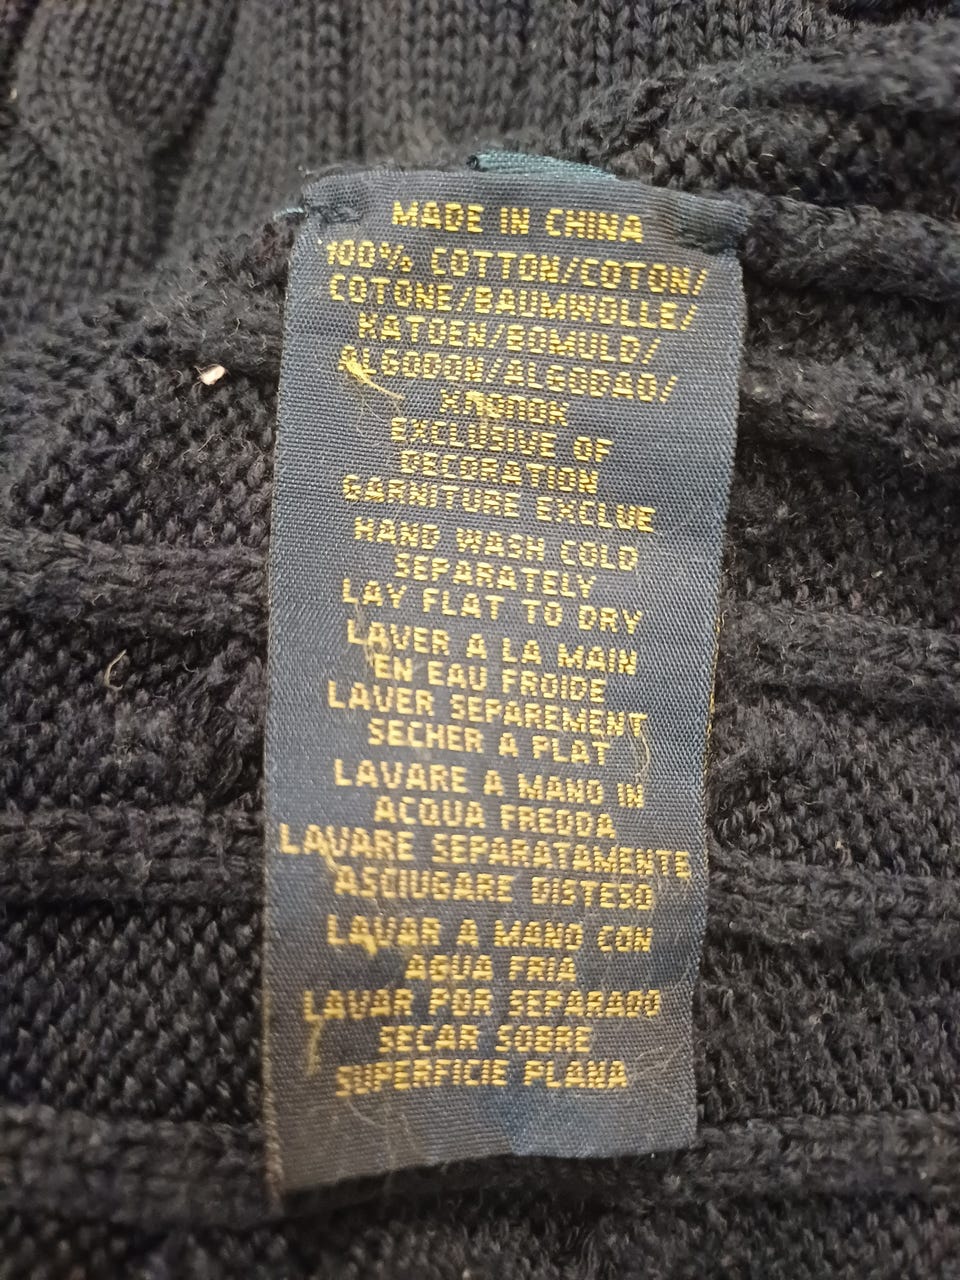 MADE IN CHINA
100% COTTON/COTON/
COTONE/BAUMWOLLE/
KATOEN/BOMULD/
ALGODON/ALGODAO/
ХЛОПОК
EXCLUSIVE OF
DECORATION
GARNITURE EXCLUE
HAND WASH COLD
SEPARATELY
LAY FLAT TO DRY
LAVER A LA MAIN
EN EAU FROIDE
LAVER SEPAREMENT
SECHER A PLAT
LAVARE A MANO IN
ACQUA FREDDA
LAVARE SEPARATAMENTE
ASCIUGARE DISTESO
LAVAR A MANO CON
AGUA FRIA
LAVAR POR SEPARADO
SECAR SOBRE
SUPERFICIE PLANA